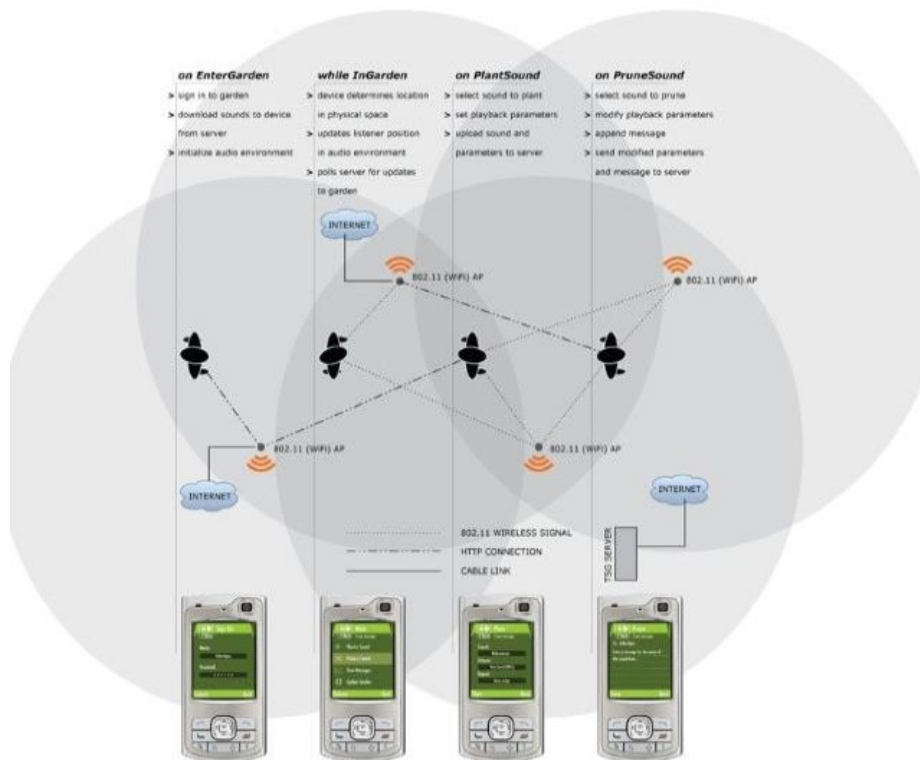 on EnterGarden
> sign in to garden
> download sounds to device
from server
> initialize audio environment
while InGarden
> device determines location
in physical space
> updates listener position
in audio environment
> polls server for updates
to garden
on PlantSound
> select sound to plant
> set playback parameters
> upload sound and
parameters to server
on PruneSound
> select sound to prune
> modify playback parameters
> append message
> send modified parameters
and message to server
INTERNET
802.11 (WiFi) AP
802.11 (WiFi) AP
802.11 (WiFi) AP
802.11 (WiFi) AP
INTERNET
INTERNET
802.11 WIRELESS SIGNAL
HTTP CONNECTION
CABLE LINK
TSG SERVER